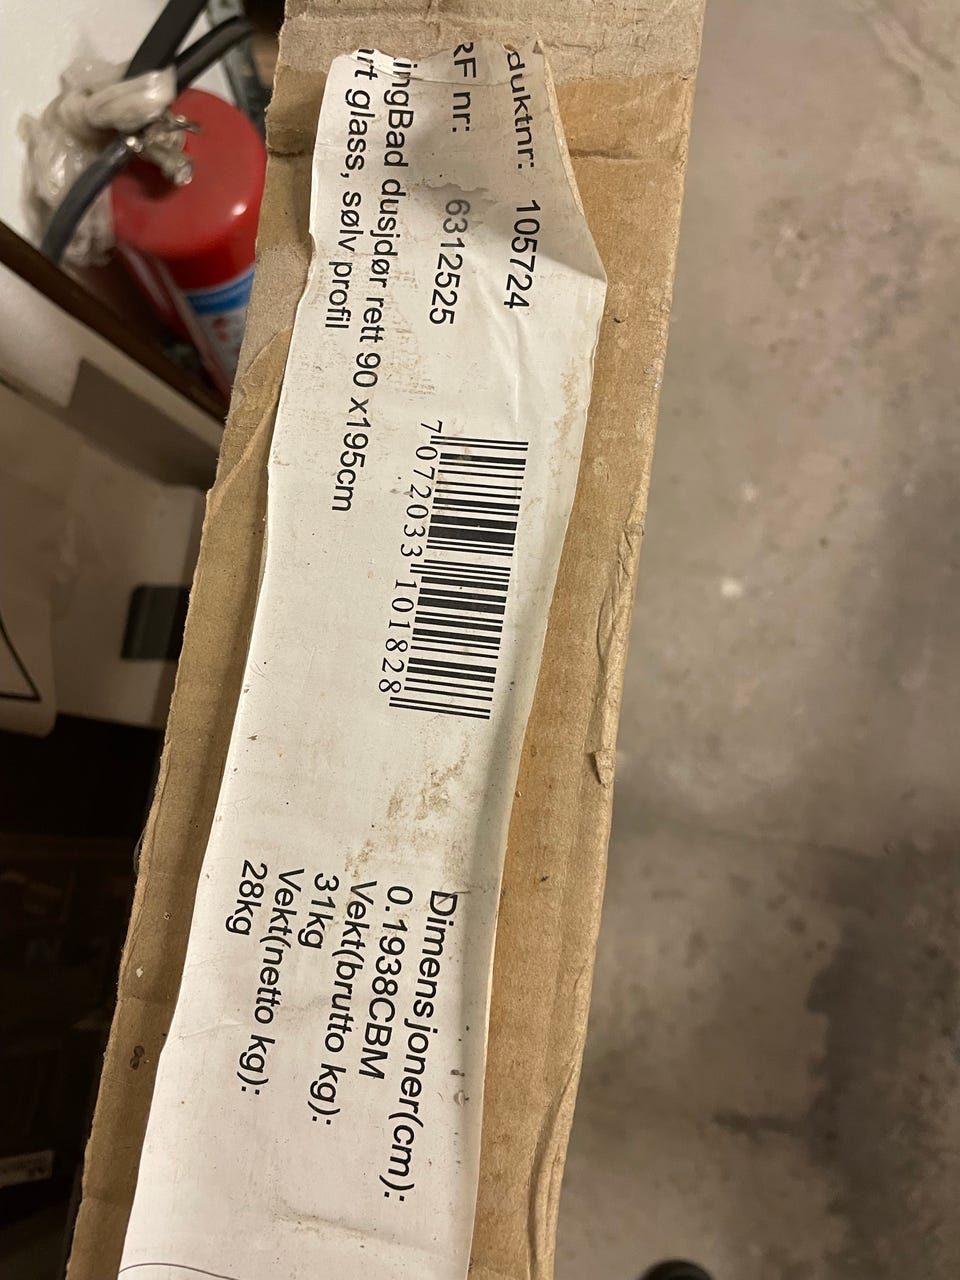 duktnr: 105724
RF nr: 6312525
7 072033 101828
ingBad dusjdør rett 90 x195cm
rt glass, sølv profil
Dimensjoner(cm):
0.1938CBM
Vekt(brutto kg):
31kg
Vekt(netto kg):
28kg